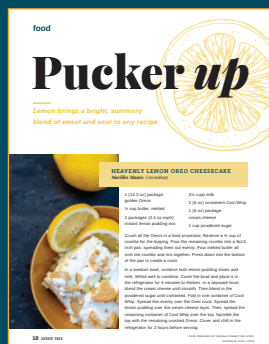 food
Pucker up
Lemon brings a bright, summery
blend of sweet and sour to any recipe
HEAVENLY LEMON OREO CHEESECAKE
Marillss Mauer, Greensburg
1 (14.3 oz) package
golden Oreos
½ cup butter, melted
2 packages (3.4 oz each)
instant lemon pudding mix
3½ cups milk
2 (8 oz) containers Cool Whip
1 (8 oz) package
cream cheese
1 cup powdered sugar
Crush all the Oreos in a food processor. Reserve a ½ cup of
crumbs for the topping. Pour the remaining crumbs into a 9x13-
inch pan, spreading them out evenly. Pour melted butter all
over the crumbs and mix together. Press down into the bottom
of the pan to create a crust.
In a medium bowl, combine both lemon pudding mixes and
milk. Whisk well to combine. Cover the bowl and place it in
the refrigerator for 5 minutes to thicken. In a separate bowl,
blend the cream cheese until smooth. Then blend in the
powdered sugar until combined. Fold in one container of Cool
Whip. Spread this evenly over the Oreo crust. Spread the
lemon pudding over the cream cheese layer. Then, spread the
remaining container of Cool Whip over the top. Sprinkle the
top with the remaining crushed Oreos. Cover and chill in the
refrigerator for 2 hours before serving.
18 AUGUST 2023